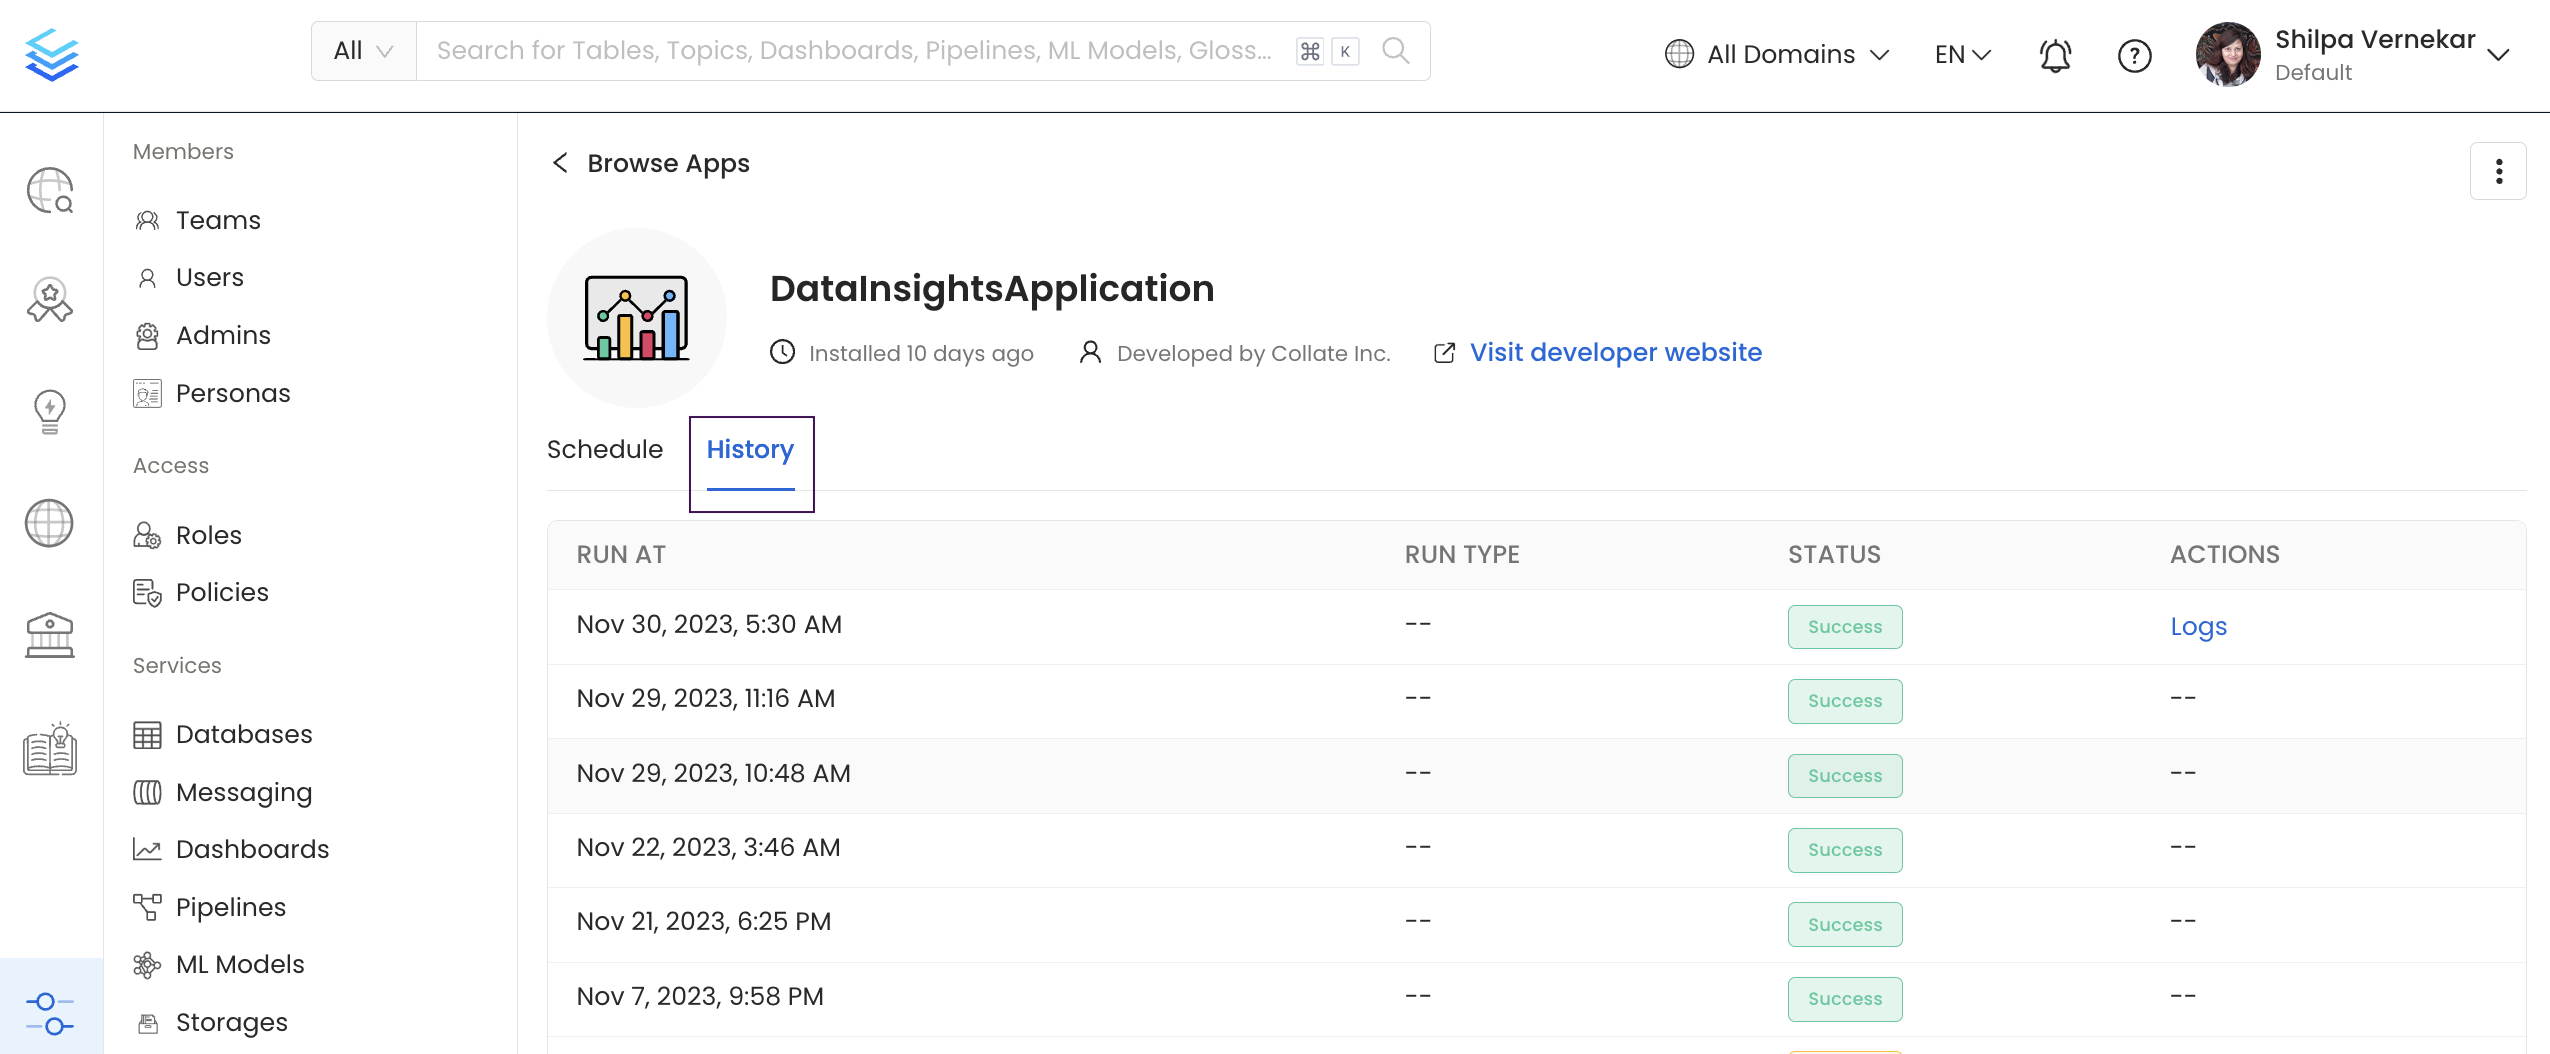 All
Search for Tables, Topics, Dashboards, Pipelines, ML Models, Gloss...
⌘ K
All Domains
EN
?
Shilpa Vernekar
Default
Members
Teams
Users
Admins
Personas
Access
Roles
Policies
Services
Databases
Messaging
Dashboards
Pipelines
ML Models
Storages
Browse Apps
DataInsightsApplication
Installed 10 days ago Developed by Collate Inc. Visit developer website
Schedule History
RUN AT RUN TYPE STATUS ACTIONS
Nov 30, 2023, 5:30 AM -- Success Logs
Nov 29, 2023, 11:16 AM -- Success --
Nov 29, 2023, 10:48 AM -- Success --
Nov 22, 2023, 3:46 AM -- Success --
Nov 21, 2023, 6:25 PM -- Success --
Nov 7, 2023, 9:58 PM -- Success --